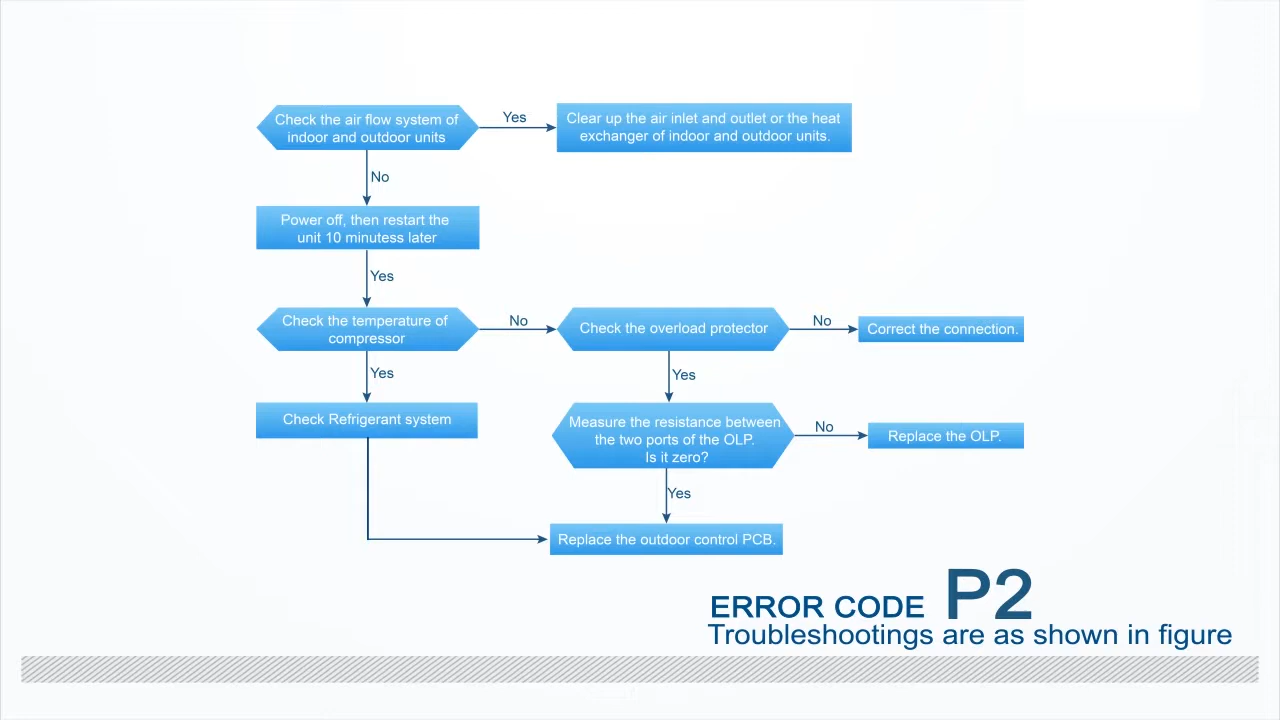 Check the air flow system of
indoor and outdoor units
Yes
Clear up the air inlet and outlet or the heat
exchanger of indoor and outdoor units.
No
Power off, then restart the
unit 10 minutess later
Yes
Check the temperature of
compressor
No
Check the overload protector
No
Correct the connection.
Yes
Yes
Check Refrigerant system
Measure the resistance between
the two ports of the OLP.
Is it zero?
No
Replace the OLP.
Yes
Replace the outdoor control PCB.
ERROR CODE P2
Troubleshootings are as shown in figure